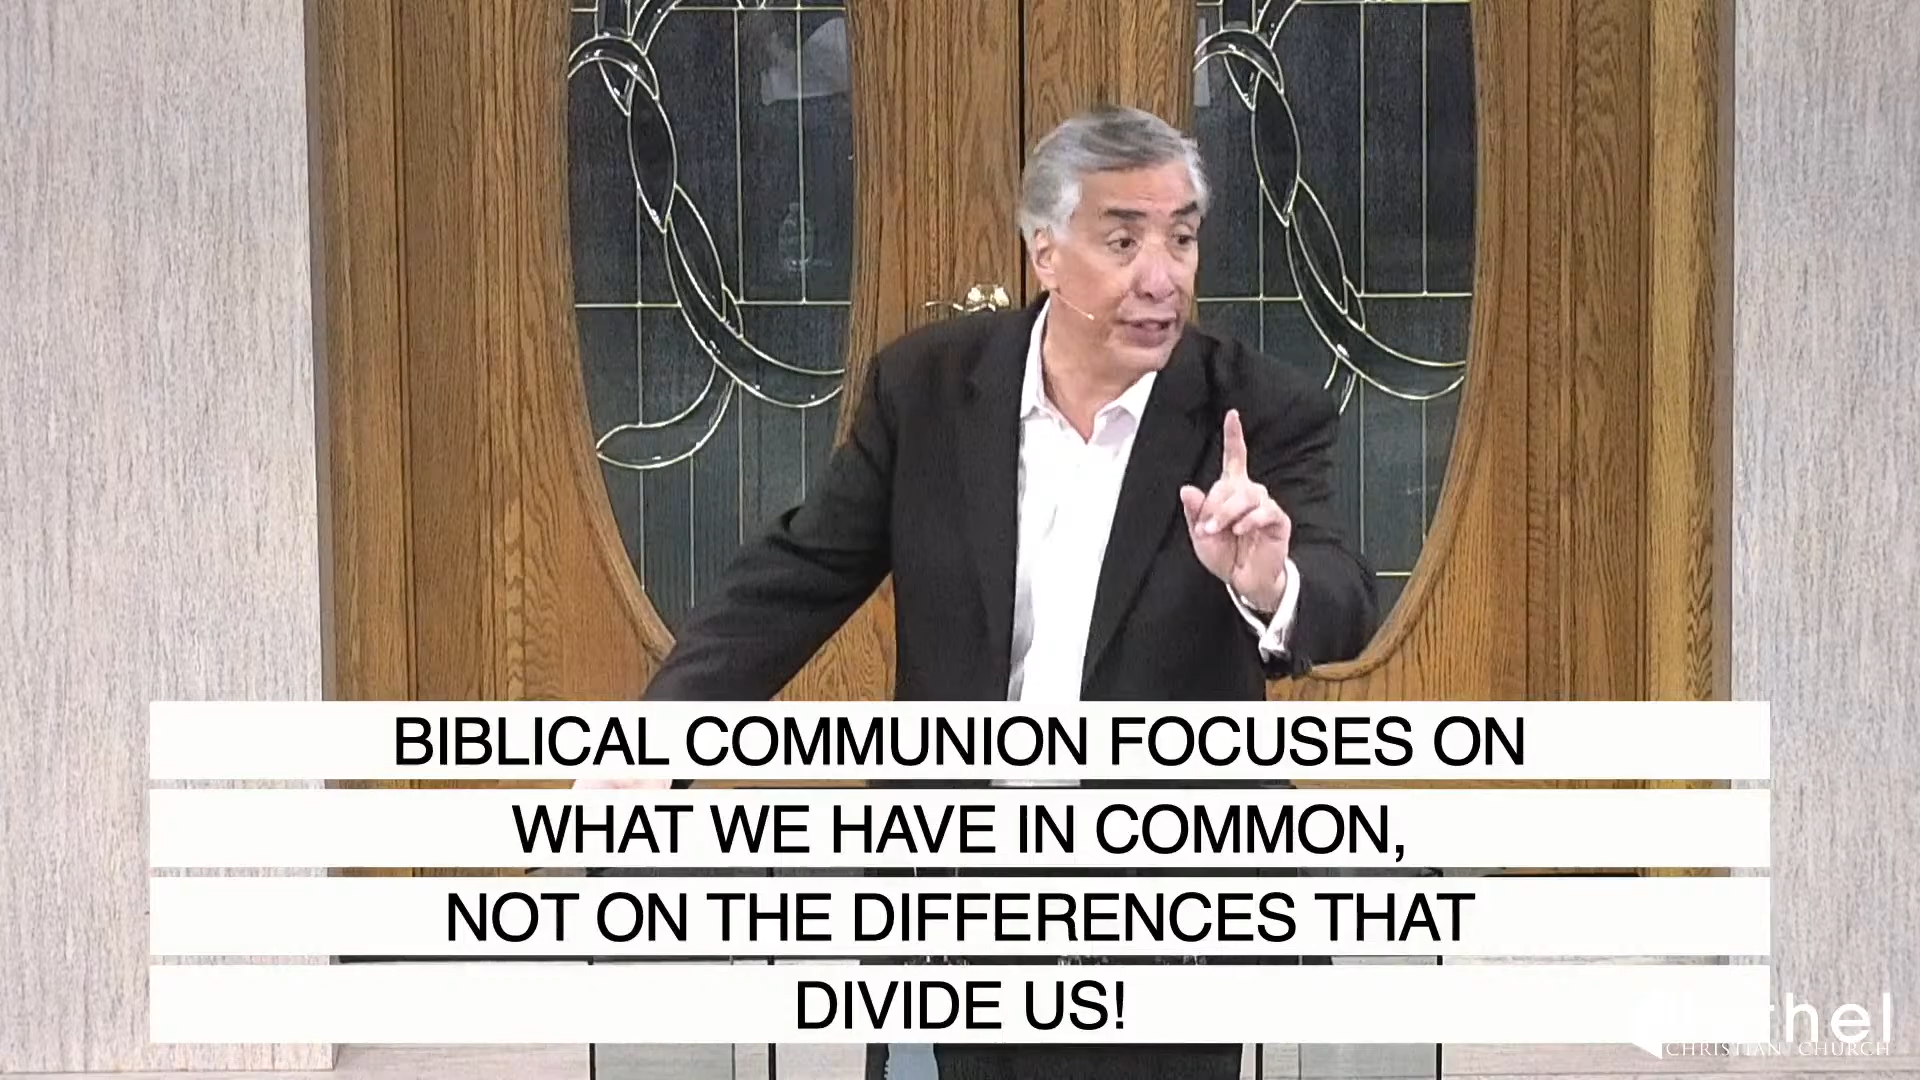 BIBLICAL COMMUNION FOCUSES ON
WHAT WE HAVE IN COMMON,
NOT ON THE DIFFERENCES THAT
DIVIDE US!
CHRISTIAN CHURCH